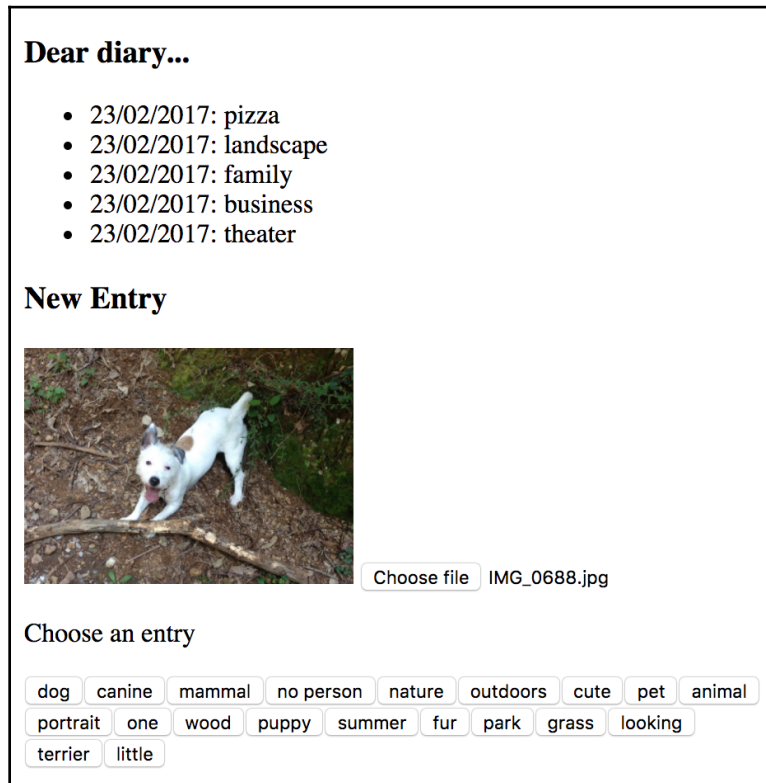 Dear diary...
23/02/2017: pizza
23/02/2017: landscape
23/02/2017: family
23/02/2017: business
23/02/2017: theater
New Entry
Choose file IMG_0688.jpg
Choose an entry
dog canine mammal no person nature outdoors cute pet animal
portrait one wood puppy summer fur park grass looking
terrier little